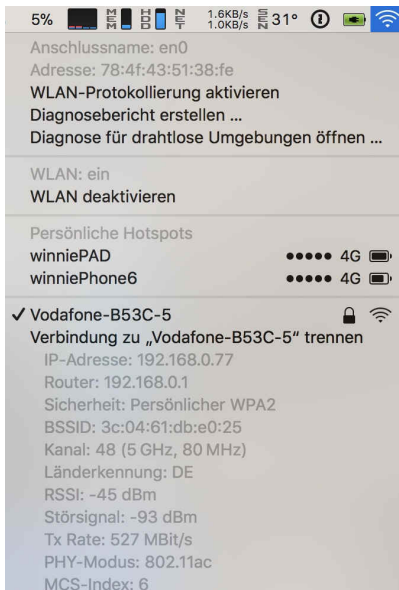 5% MEM HDD NET 1.6KB/s 1.0KB/s SEN 31°
Anschlussname: en0
Adresse: 78:4f:43:51:38:fe
WLAN-Protokollierung aktivieren
Diagnosebericht erstellen ...
Diagnose für drahtlose Umgebungen öffnen ...
WLAN: ein
WLAN deaktivieren
Persönliche Hotspots
winniePAD 4G
winniePhone6 4G
✓ Vodafone-B53C-5
Verbindung zu „Vodafone-B53C-5“ trennen
IP-Adresse: 192.168.0.77
Router: 192.168.0.1
Sicherheit: Persönlicher WPA2
BSSID: 3c:04:61:db:e0:25
Kanal: 48 (5 GHz, 80 MHz)
Länderkennung: DE
RSSI: -45 dBm
Störsignal: -93 dBm
Tx Rate: 527 MBit/s
PHY-Modus: 802.11ac
MCS-Index: 6